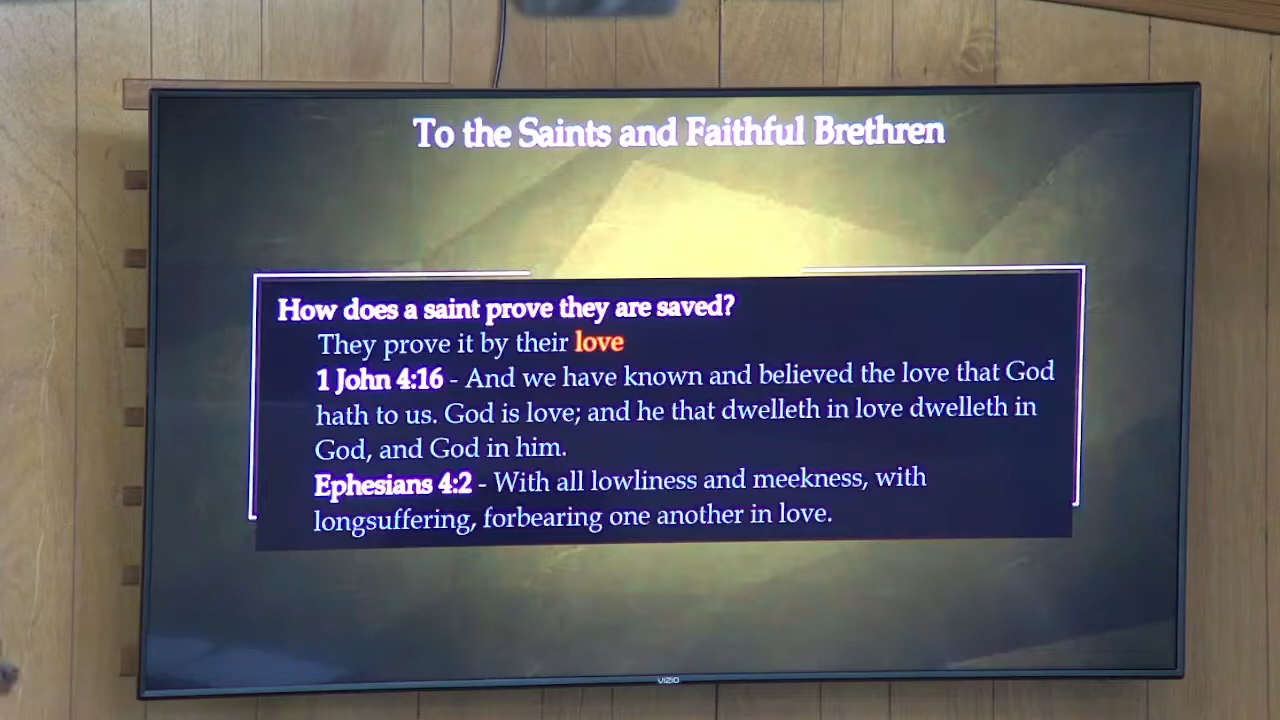 To the Saints and Faithful Brethren
How does a saint prove they are saved?
They prove it by their love
1 John 4:16 - And we have known and believed the love that God
hath to us. God is love; and he that dwelleth in love dwelleth in
God, and God in him.
Ephesians 4:2 - With all lowliness and meekness, with
longsuffering, forbearing one another in love.
VIZIO